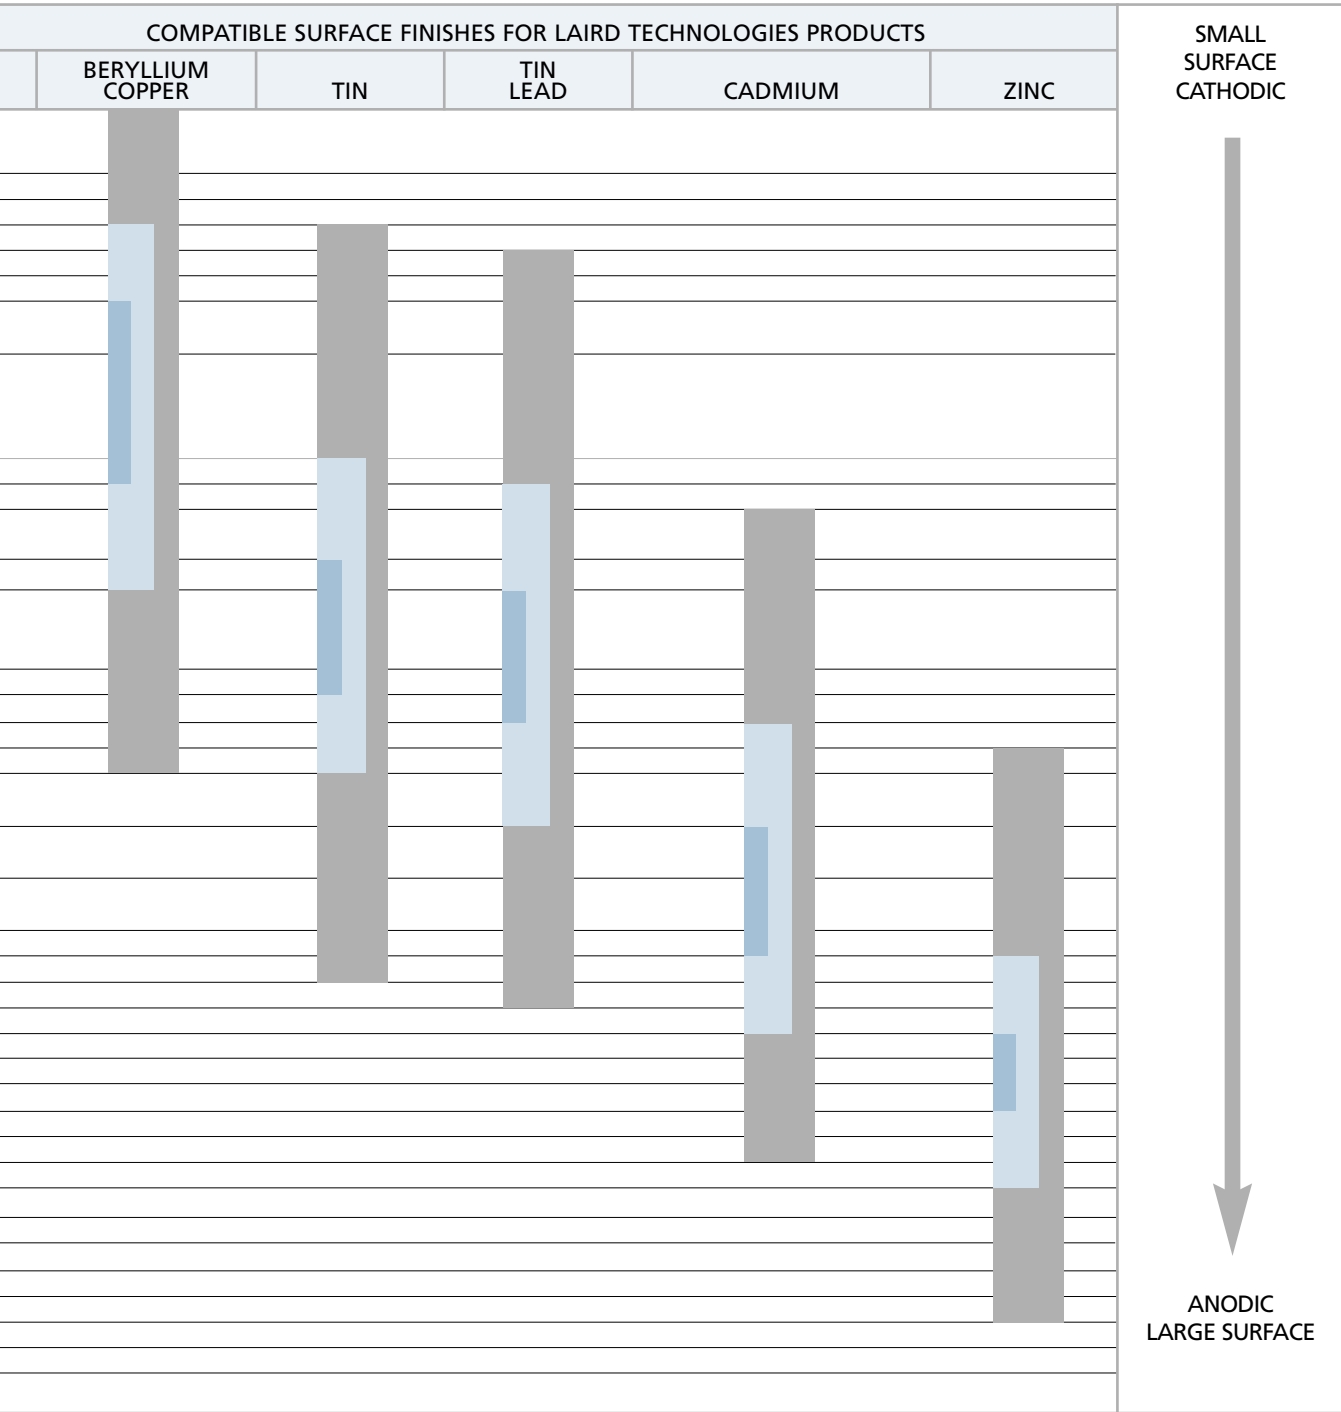 COMPATIBLE SURFACE FINISHES FOR LAIRD TECHNOLOGIES PRODUCTS
BERYLLIUM
COPPER
TIN
TIN
LEAD
CADMIUM
ZINC
SMALL
SURFACE
CATHODIC
ANODIC
LARGE SURFACE